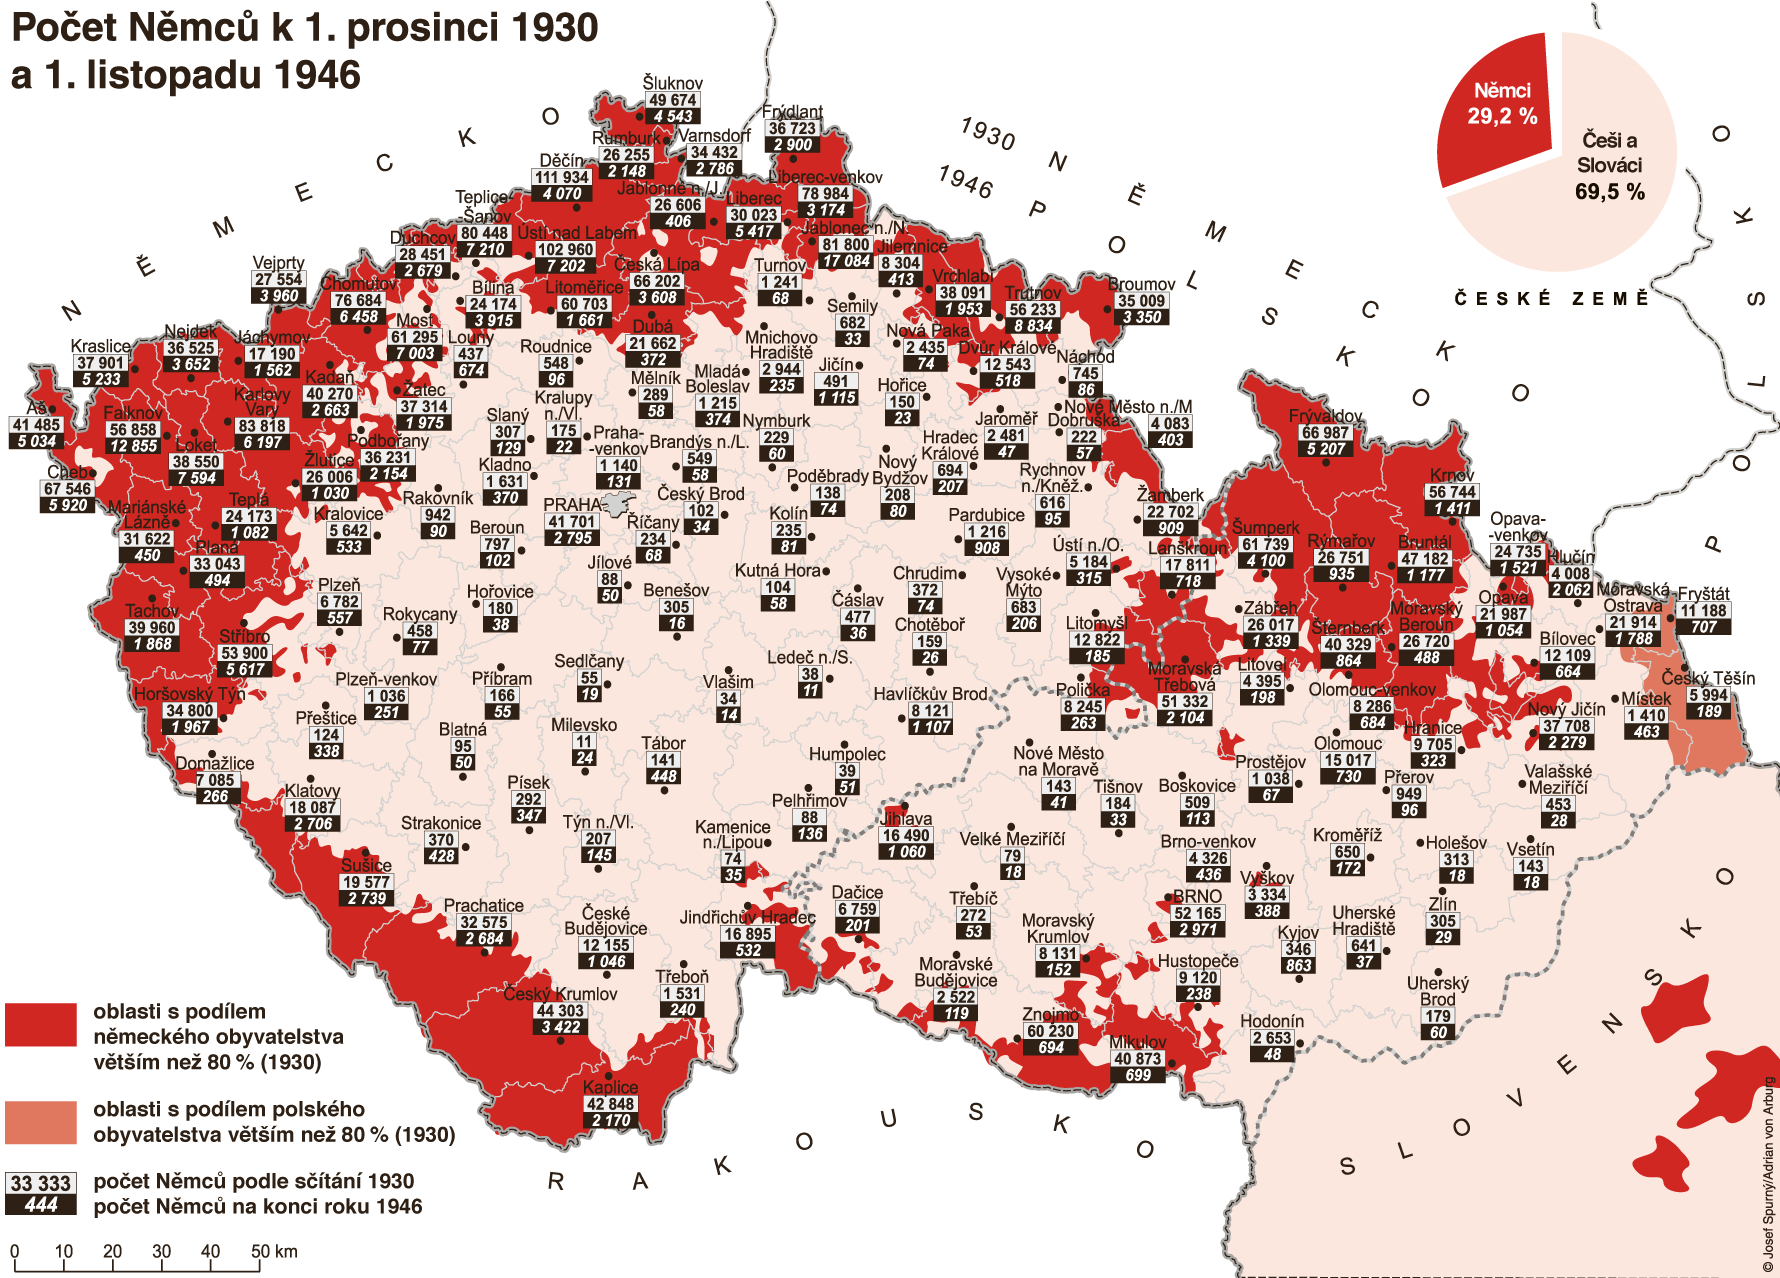 Počet Němců k 1. prosinci 1930
a 1. listopadu 1946
Němci
29,2 %
Češi a
Slováci
69,5 %
ČESKÉ ZEMĚ
NĚMECKO
1930 NĚMECKO
1946 POLSKO
POLSKO
SLOVENSKO
RAKOUSKO
Šluknov
49 674
4 543
Rumburk
26 255
2 148
Varnsdorf
34 432
2 786
Frýdlant
36 723
2 900
Děčín
111 934
4 070
Jablonné n./J.
26 606
406
Liberec
30 023
5 417
Liberec-venkov
78 984
3 174
Teplice-
-Šanov
80 448
7 210
Ústí nad Labem
102 960
7 202
Jablonec n./N.
81 800
17 084
Jilemnice
8 304
413
Duchcov
28 451
2 679
Vejprty
27 554
3 960
Chomutov
76 684
6 458
Bílina
24 174
3 915
Litoměřice
60 703
1 661
Česká Lípa
66 202
3 608
Turnov
1 241
68
Semily
682
33
Vrchlabí
38 091
1 953
Trutnov
56 233
8 834
Broumov
35 009
3 350
Most
61 295
7 003
Louny
437
674
Roudnice
548
96
Dubá
21 662
372
Mnichovo
Hradiště
2 944
235
Jičín
491
1 115
Nová Paka
2 435
74
Dvůr Králové
12 543
518
Náchod
745
86
Kraslice
37 901
5 233
Nejdek
36 525
3 652
Jáchymov
17 190
1 562
Kadaň
40 270
2 663
Žatec
37 314
1 975
Mělník
289
58
Mladá
Boleslav
1 215
374
Hořice
150
23
Jaroměř
2 481
47
Nové Město n./M
4 083
403
Dobruška
222
57
Aš
41 485
5 034
Falknov
56 858
12 855
Karlovy
Vary
83 818
6 197
Loket
38 550
7 594
Podbořany
36 231
2 154
Slaný
307
129
Kralupy
n./Vl.
175
22
Praha-
-venkov
1 140
131
Brandýs n./L.
549
58
Nymburk
229
60
Nový
Bydžov
208
80
Hradec
Králové
694
207
Rychnov
n./Kněž.
616
95
Cheb
67 546
5 920
Žlutice
26 006
1 030
Kladno
1 631
370
Poděbrady
138
74
Žamberk
22 702
909
Mariánské
Lázně
31 622
450
Teplá
24 173
1 082
Kralovice
5 642
533
Rakovník
942
90
Beroun
797
702
PRAHA
41 701
2 795
Říčany
234
68
Český Brod
102
34
Kolín
235
81
Pardubice
1 216
908
Ústí n./O.
5 184
315
Lanškroun
17 811
718
Planá
33 043
494
Plzeň
6 782
557
Rokycany
458
77
Hořovice
180
38
Jílové
88
50
Benešov
305
16
Kutná Hora
104
58
Čáslav
477
36
Chrudim
372
74
Vysoké
Mýto
683
206
Litomyšl
12 822
185
Chotěboř
159
26
Tachov
39 960
1 868
Stříbro
53 900
5 617
Horšovský Týn
34 800
1 967
Plzeň-venkov
1 036
251
Příbram
166
55
Sedlčany
55
19
Vlašim
34
14
Ledeč n./S.
38
11
Havlíčkův Brod
8 121
1 107
Polička
8 245
263
Přeštice
124
338
Blatná
95
50
Milevsko
11
24
Tábor
141
448
Humpolec
39
51
Pelhřimov
88
136
Domažlice
7 085
266
Klatovy
18 087
2 706
Písek
292
347
Strakonice
370
428
Týn n./Vl.
207
145
Kamenice
n./Lipou
74
35
Jihlava
16 490
1 060
Sušice
19 577
2 739
Prachatice
32 575
2 684
České
Budějovice
12 155
1 046
Jindřichův Hradec
16 895
532
Třeboň
1 531
240
Český Krumlov
44 303
3 422
Kaplice
42 848
2 170
Dačice
6 759
201
Nové Město
na Moravě
143
41
Tišnov
184
33
Boskovice
509
113
Velké Meziříčí
79
18
Třebíč
272
53
Moravské
Budějovice
2 522
119
Moravský
Krumlov
8 131
152
Znojmo
60 230
694
Mikulov
40 873
699
Brno-venkov
4 326
436
BRNO
52 165
2 971
Hustopeče
9 120
238
Vyškov
3 334
388
Kyjov
346
863
Hodonín
2 653
48
Uherské
Hradiště
641
37
Uherský
Brod
179
60
Zlín
305
29
Holešov
313
18
Vsetín
143
18
Kroměříž
650
172
Valašské
Meziříčí
453
28
Přerov
949
96
Prostějov
1 038
67
Olomouc
15 017
730
Olomouc-venkov
8 286
684
Hranice
9 705
323
Nový Jičín
37 708
2 279
Místek
1 410
463
Český Těšín
5 994
189
Fryštát
11 188
707
Moravská
Ostrava
21 914
1 788
Bílovec
12 109
664
Hlučín
4 008
2 062
Opava-
-venkov
24 735
1 521
Opava
21 987
1 054
Krnov
56 744
1 411
Frývaldov
66 987
5 207
Bruntál
47 182
1 177
Rýmařov
26 751
935
Šumperk
61 739
4 100
Zábřeh
26 017
1 339
Šternberk
40 329
864
Moravský
Beroun
26 720
488
Litovel
4 395
198
Moravská
Třebová
51 332
2 104
oblasti s podílem
německého obyvatelstva
větším než 80 % (1930)
oblasti s podílem polského
obyvatelstva větším než 80 % (1930)
33 333
444
počet Němců podle sčítání 1930
počet Němců na konci roku 1946
0 10 20 30 40 50 km
© Josef Spurný/Adrian von Arburg